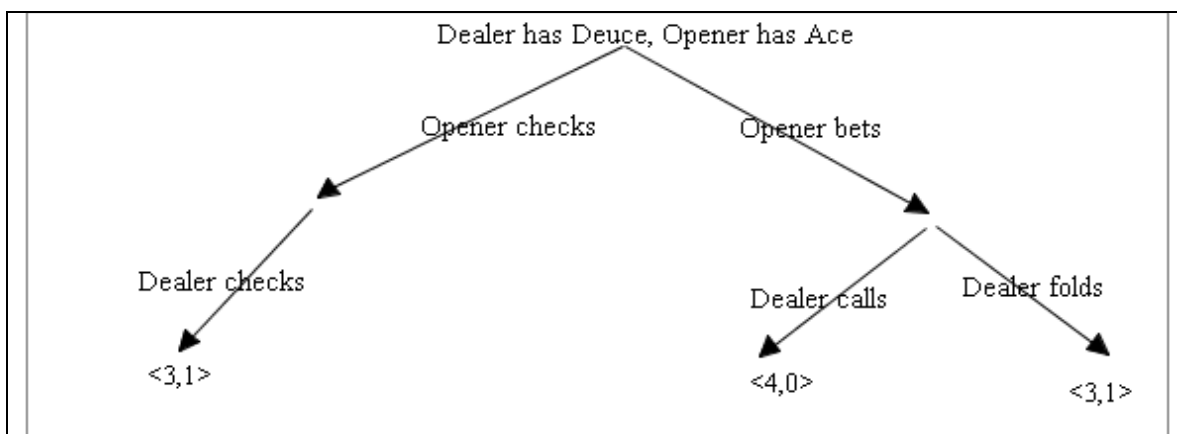 Dealer has Deuce, Opener has Ace
Opener checks
Opener bets
Dealer checks
Dealer calls
Dealer folds
<3,1>
<4,0>
<3,1>